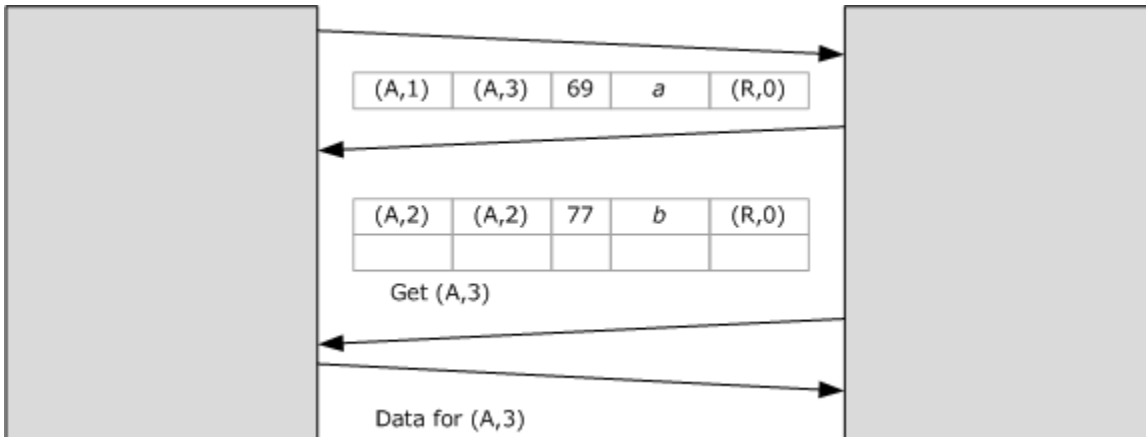 (A,1) (A,3) 69 a (R,0)
(A,2) (A,2) 77 b (R,0)
Get (A,3)
Data for (A,3)